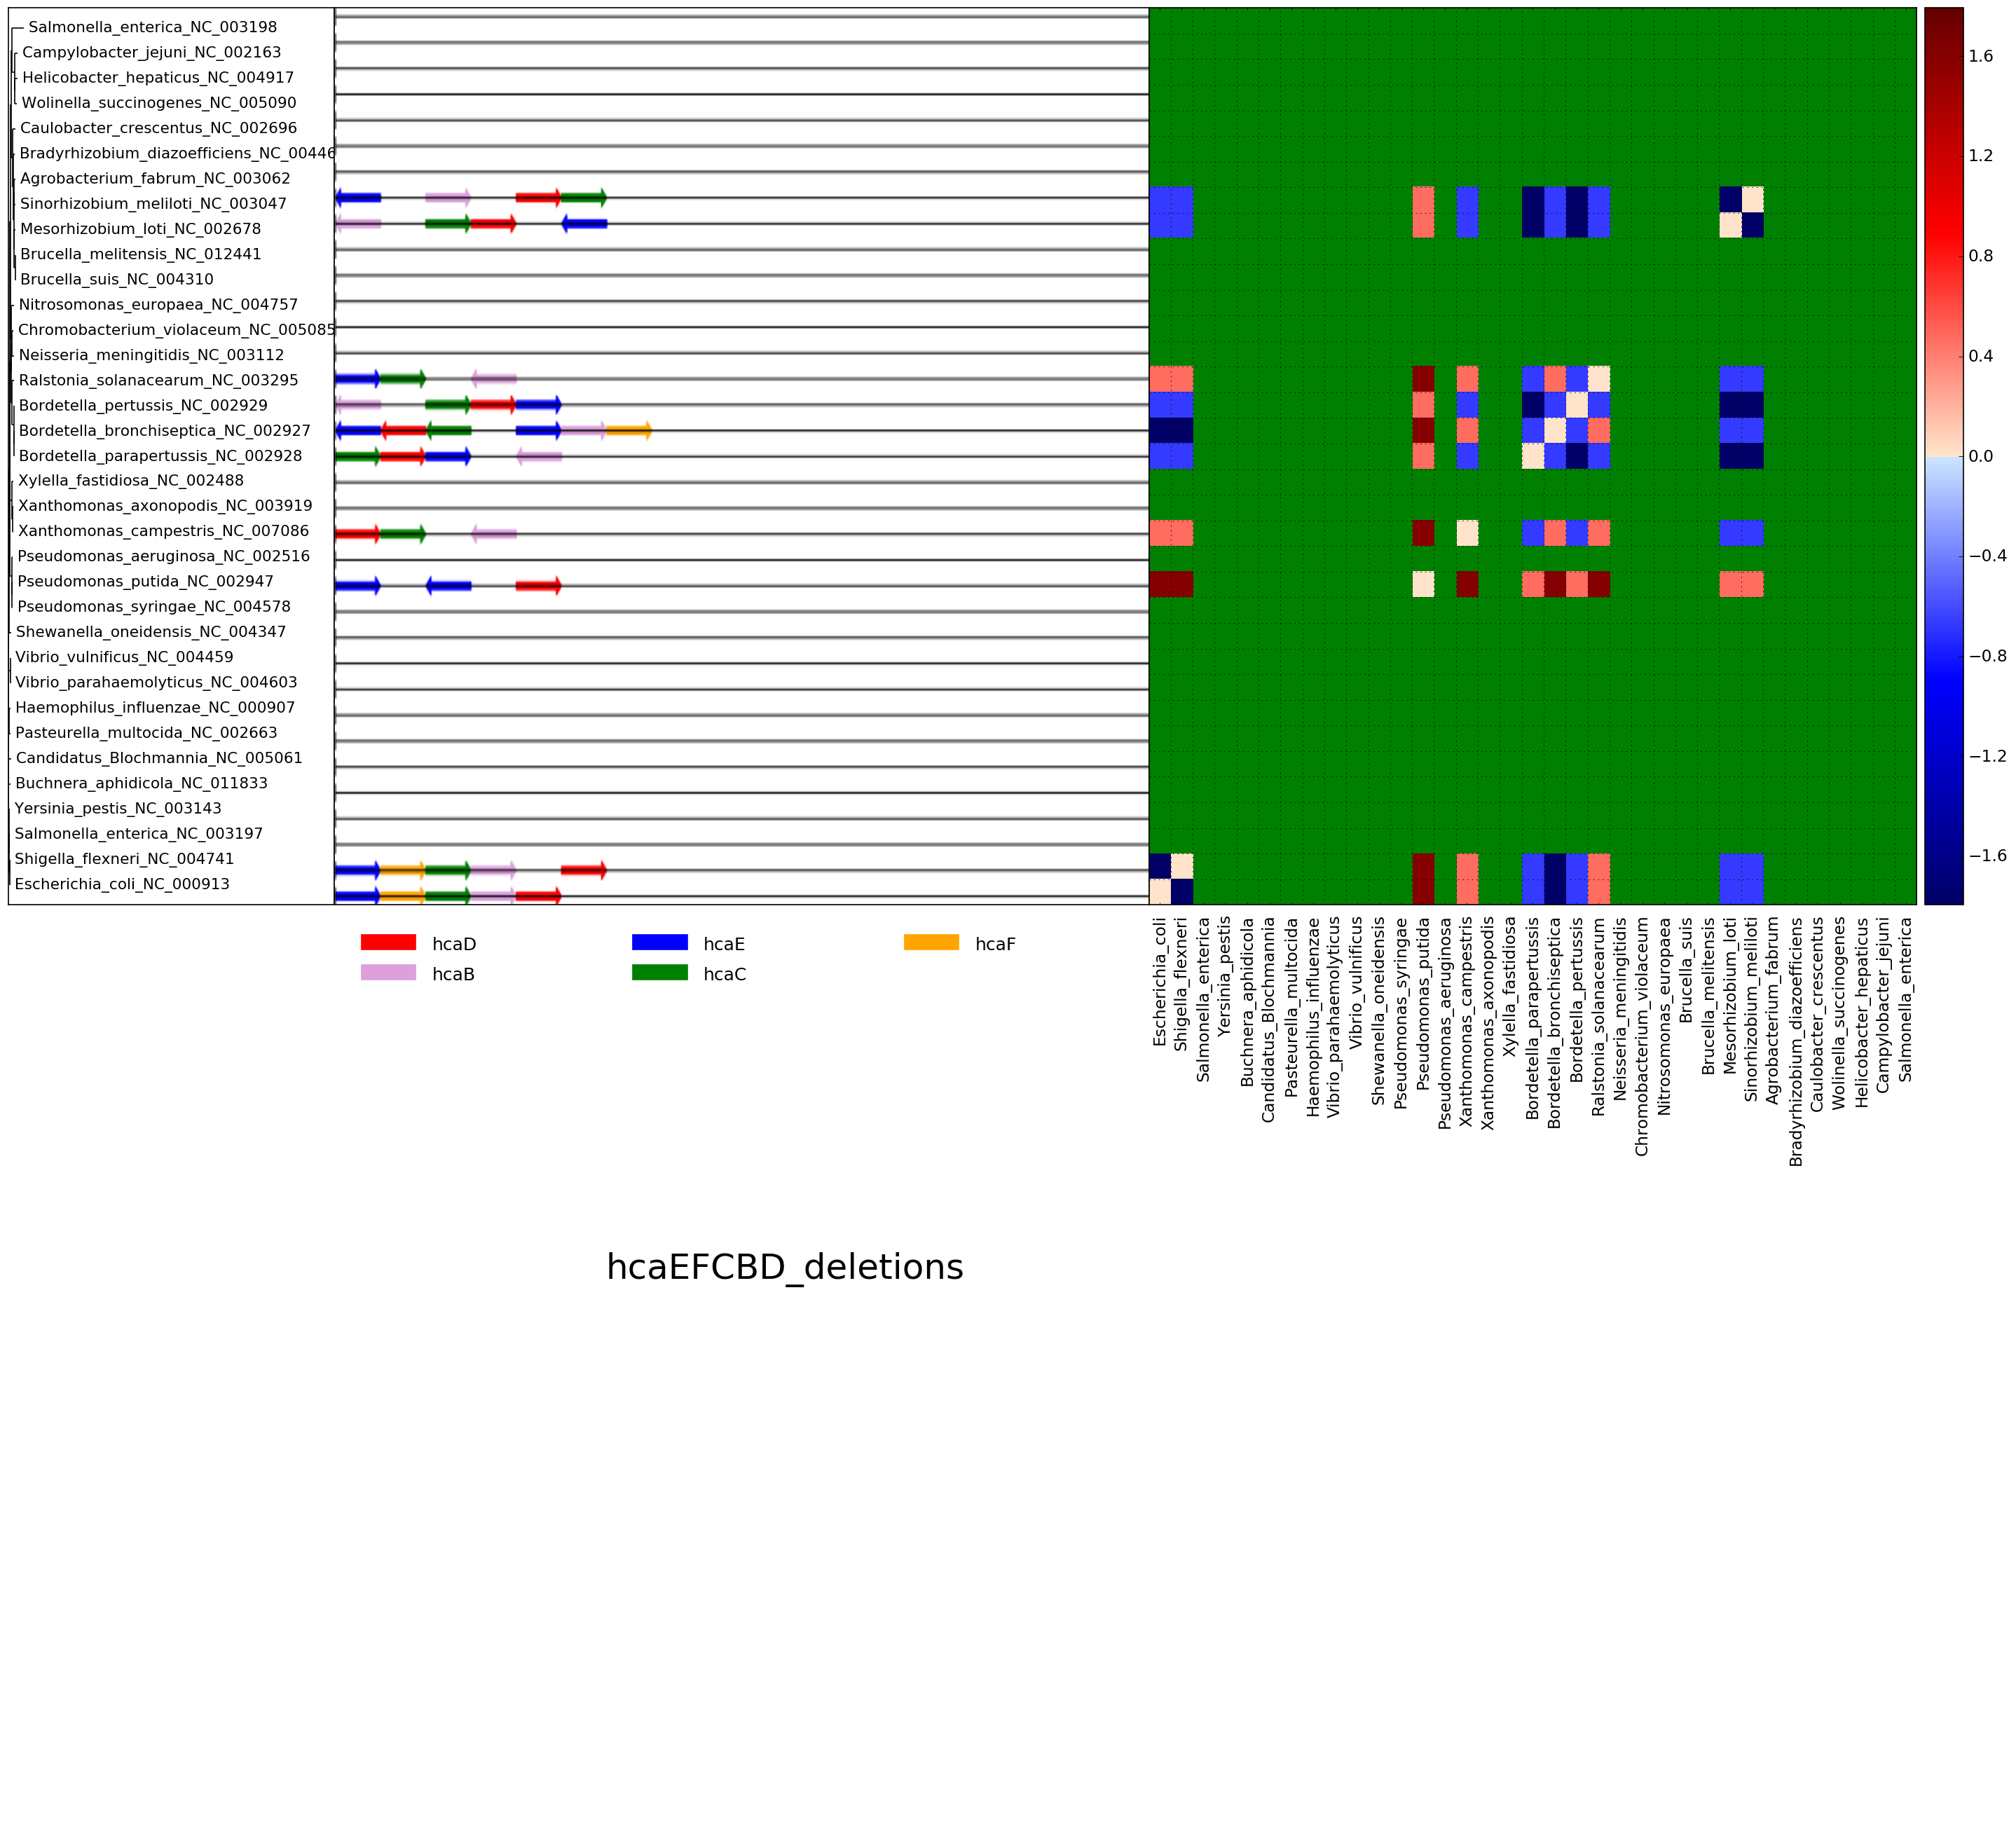 Salmonella_enterica_NC_003198
Campylobacter_jejuni_NC_002163
Helicobacter_hepaticus_NC_004917
Wolinella_succinogenes_NC_005090
Caulobacter_crescentus_NC_002696
Bradyrhizobium_diazoefficiens_NC_00446
Agrobacterium_fabrum_NC_003062
Sinorhizobium_meliloti_NC_003047
Mesorhizobium_loti_NC_002678
Brucella_melitensis_NC_012441
Brucella_suis_NC_004310
Nitrosomonas_europaea_NC_004757
Chromobacterium_violaceum_NC_005085
Neisseria_meningitidis_NC_003112
Ralstonia_solanacearum_NC_003295
Bordetella_pertussis_NC_002929
Bordetella_bronchiseptica_NC_002927
Bordetella_parapertussis_NC_002928
Xylella_fastidiosa_NC_002488
Xanthomonas_axonopodis_NC_003919
Xanthomonas_campestris_NC_007086
Pseudomonas_aeruginosa_NC_002516
Pseudomonas_putida_NC_002947
Pseudomonas_syringae_NC_004578
Shewanella_oneidensis_NC_004347
Vibrio_vulnificus_NC_004459
Vibrio_parahaemolyticus_NC_004603
Haemophilus_influenzae_NC_000907
Pasteurella_multocida_NC_002663
Candidatus_Blochmannia_NC_005061
Buchnera_aphidicola_NC_011833
Yersinia_pestis_NC_003143
Salmonella_enterica_NC_003197
Shigella_flexneri_NC_004741
Escherichia_coli_NC_000913
1.6
1.2
0.8
0.4
0.0
−0.4
−0.8
−1.2
−1.6
hcaD
hcaE
hcaF
hcaB
hcaC
Escherichia_coli
Shigella_flexneri
Salmonella_enterica
Yersinia_pestis
Buchnera_aphidicola
Candidatus_Blochmannia
Pasteurella_multocida
Haemophilus_influenzae
Vibrio_parahaemolyticus
Vibrio_vulnificus
Shewanella_oneidensis
Pseudomonas_syringae
Pseudomonas_putida
Pseudomonas_aeruginosa
Xanthomonas_campestris
Xanthomonas_axonopodis
Xylella_fastidiosa
Bordetella_parapertussis
Bordetella_bronchiseptica
Bordetella_pertussis
Ralstonia_solanacearum
Neisseria_meningitidis
Chromobacterium_violaceum
Nitrosomonas_europaea
Brucella_suis
Brucella_melitensis
Mesorhizobium_loti
Sinorhizobium_meliloti
Agrobacterium_fabrum
Bradyrhizobium_diazoefficiens
Caulobacter_crescentus
Wolinella_succinogenes
Helicobacter_hepaticus
Campylobacter_jejuni
Salmonella_enterica
hcaEFCBD_deletions